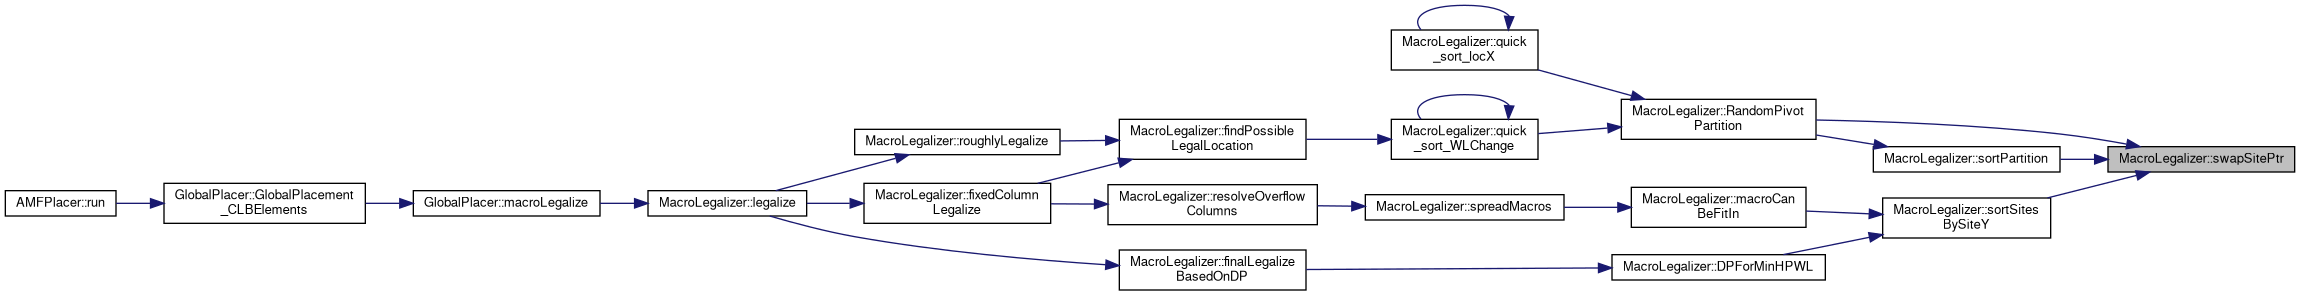 MacroLegalizer::quick
_sort_locX
MacroLegalizer::RandomPivot
Partition
MacroLegalizer::findPossible
LegalLocation
MacroLegalizer::quick
_sort_WLChange
MacroLegalizer::roughlyLegalize
MacroLegalizer::sortPartition
MacroLegalizer::swapSitePtr
AMFPlacer::run
GlobalPlacer::GlobalPlacement
_CLBElements
GlobalPlacer::macroLegalize
MacroLegalizer::legalize
MacroLegalizer::fixedColumn
Legalize
MacroLegalizer::resolveOverflow
Columns
MacroLegalizer::spreadMacros
MacroLegalizer::macroCan
BeFitIn
MacroLegalizer::sortSites
BySiteY
MacroLegalizer::finalLegalize
BasedOnDP
MacroLegalizer::DPForMinHPWL